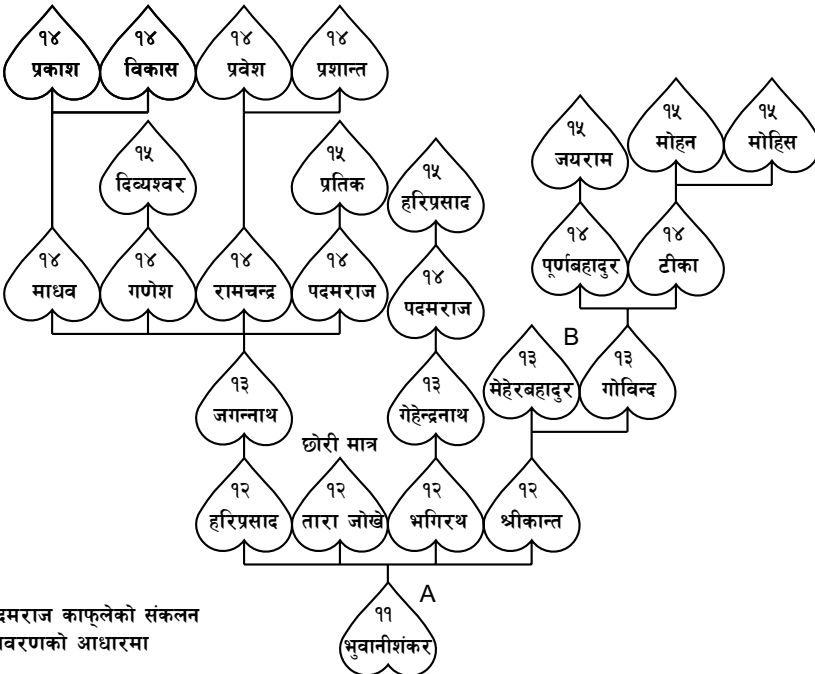 १४ १४ १४ १४
प्रकाश विकास प्रवेश प्रशान्त
१५ १५ १५
जयराम मोहन मोहिस
१५ १५ १५
दिव्यश्वर प्रतिक हरिप्रसाद
१४ १४ १४ १४ १४ १४ १४
माधव गणेश रामचन्द्र पदमराज पदमराज पूर्णबहादुर टीका
B
१३ १३ १३ १३
जगन्नाथ गेहेन्द्रनाथ मेहेरबहादुर गोविन्द
छोरी मात्र
१२ १२ १२ १२
हरिप्रसाद तारा जोखे भगिरथ श्रीकान्त
A
११
भुवानीशंकर
दमराज काफ्लेको संकलन
वरणको आधारमा